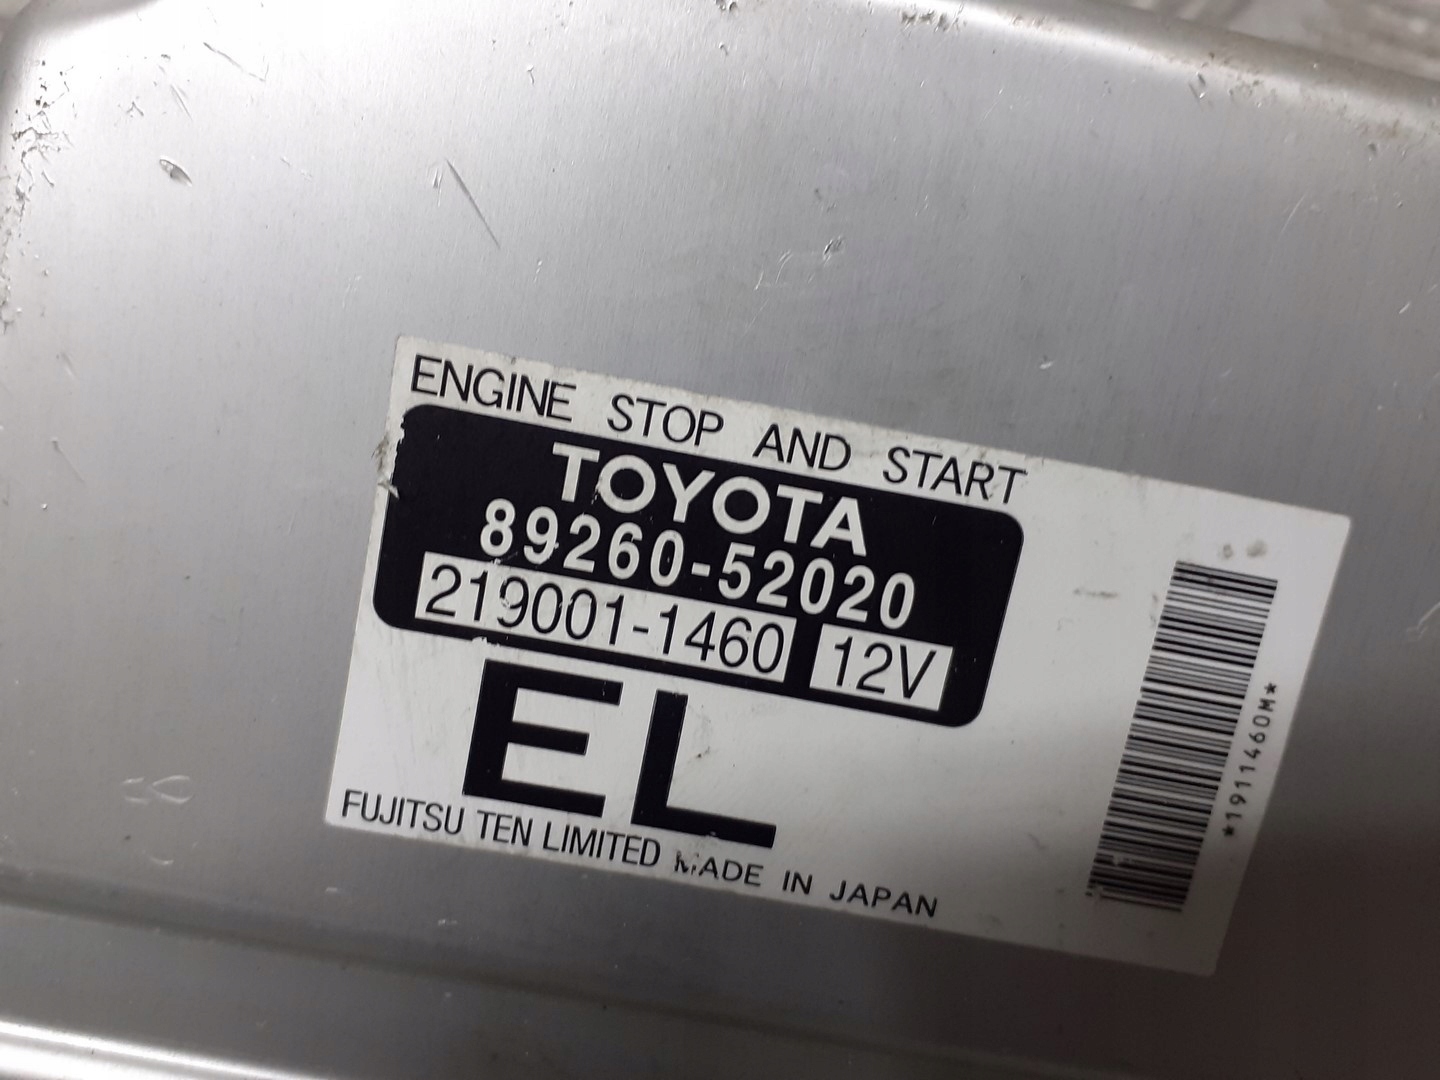 ENGINE STOP AND START
TOYOTA
89260-52020
219001-1460 12V
EL
FUJITSU TEN LIMITED MADE IN JAPAN
*1911460M*